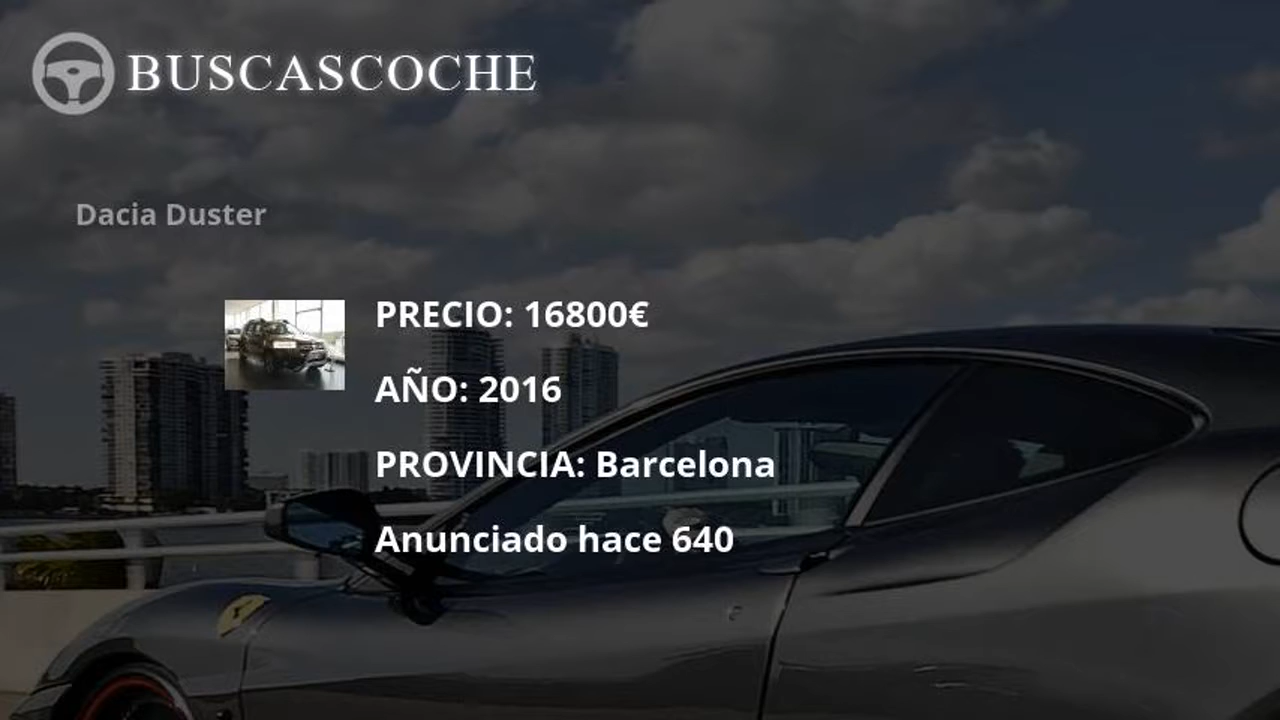 BUSCASCOCHE
Dacia Duster
PRECIO: 16800€
AÑO: 2016
PROVINCIA: Barcelona
Anunciado hace 640